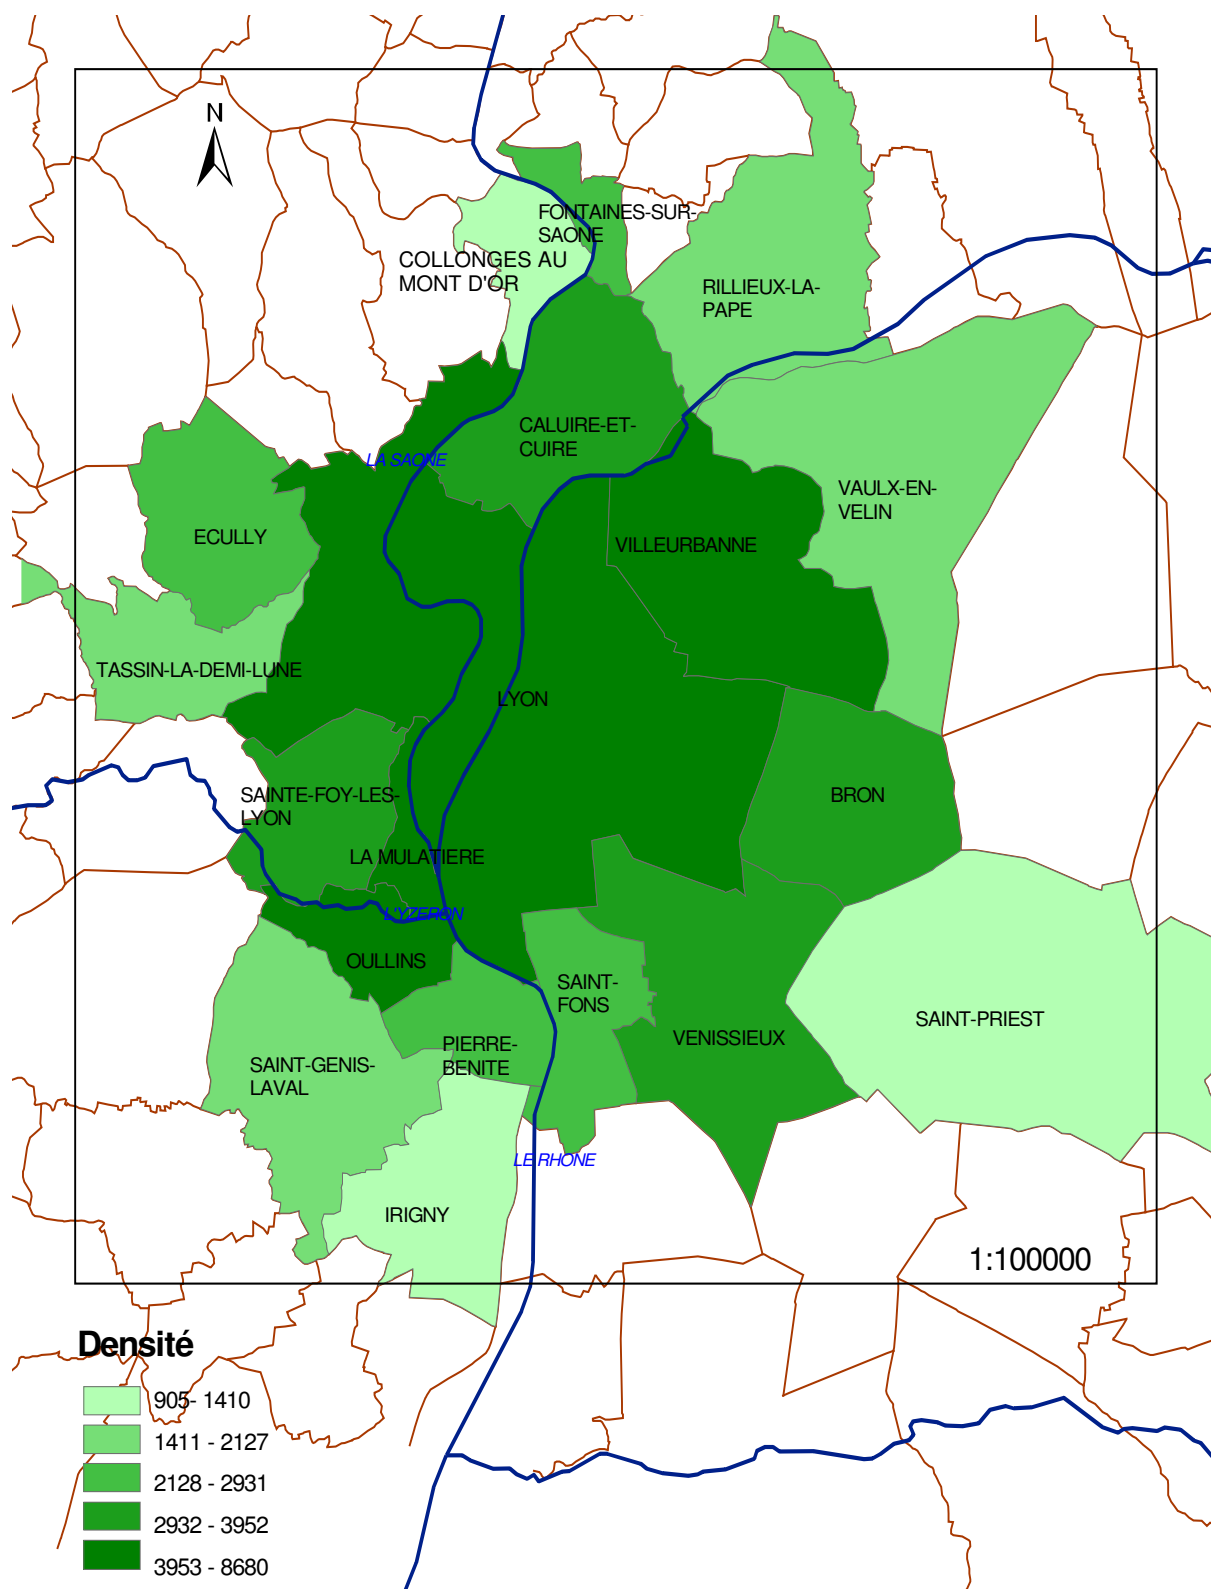 N
FONTAINES-SUR-
SAONE
COLLONGES AU
MONT D'OR
RILLIEUX-LA-
PAPE
CALUIRE-ET-
CUIRE
LA SAONE
VAULX-EN-
VELIN
ECULLY
VILLEURBANNE
TASSIN-LA-DEMI-LUNE
LYON
SAINTE-FOY-LES-
LYON
BRON
LA MULATIERE
L'YZERON
OULLINS
SAINT-
FONS
SAINT-PRIEST
VENISSIEUX
PIERRE-
BENITE
SAINT-GENIS-
LAVAL
LE RHONE
IRIGNY
1:100000
Densité
905- 1410
1411 - 2127
2128 - 2931
2932 - 3952
3953 - 8680